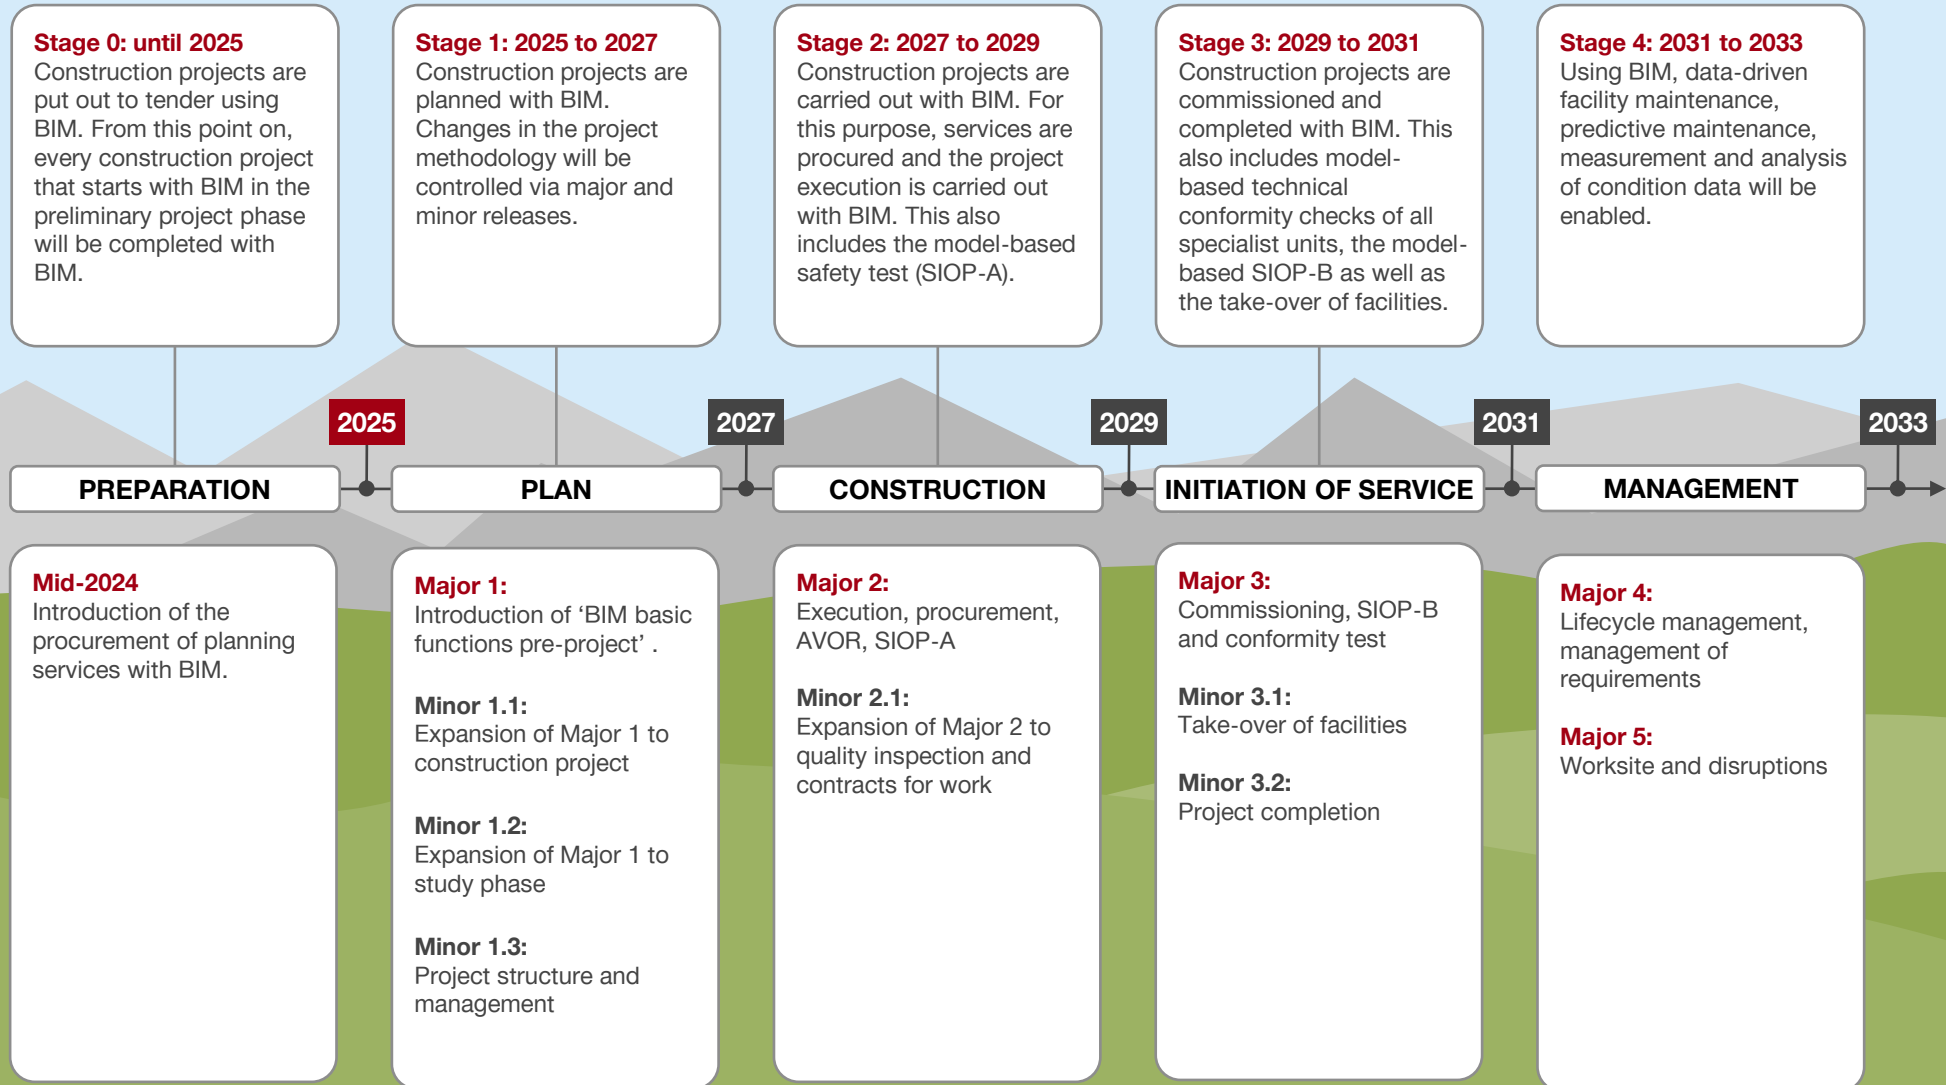 Stage 0: until 2025
Construction projects are
put out to tender using
BIM. From this point on,
every construction project
that starts with BIM in the
preliminary project phase
will be completed with
BIM.
Stage 1: 2025 to 2027
Construction projects are
planned with BIM.
Changes in the project
methodology will be
controlled via major and
minor releases.
Stage 2: 2027 to 2029
Construction projects are
carried out with BIM. For
this purpose, services are
procured and the project
execution is carried out
with BIM. This also
includes the model-based
safety test (SIOP-A).
Stage 3: 2029 to 2031
Construction projects are
commissioned and
completed with BIM. This
also includes model-
based technical
conformity checks of all
specialist units, the model-
based SIOP-B as well as
the take-over of facilities.
Stage 4: 2031 to 2033
Using BIM, data-driven
facility maintenance,
predictive maintenance,
measurement and analysis
of condition data will be
enabled.
2025
2027
2029
2031
2033
PREPARATION
PLAN
CONSTRUCTION
INITIATION OF SERVICE
MANAGEMENT
Mid-2024
Introduction of the
procurement of planning
services with BIM.
Major 1:
Introduction of ‘BIM basic
functions pre-project’ .
Minor 1.1:
Expansion of Major 1 to
construction project
Minor 1.2:
Expansion of Major 1 to
study phase
Minor 1.3:
Project structure and
management
Major 2:
Execution, procurement,
AVOR, SIOP-A
Minor 2.1:
Expansion of Major 2 to
quality inspection and
contracts for work
Major 3:
Commissioning, SIOP-B
and conformity test
Minor 3.1:
Take-over of facilities
Minor 3.2:
Project completion
Major 4:
Lifecycle management,
management of
requirements
Major 5:
Worksite and disruptions